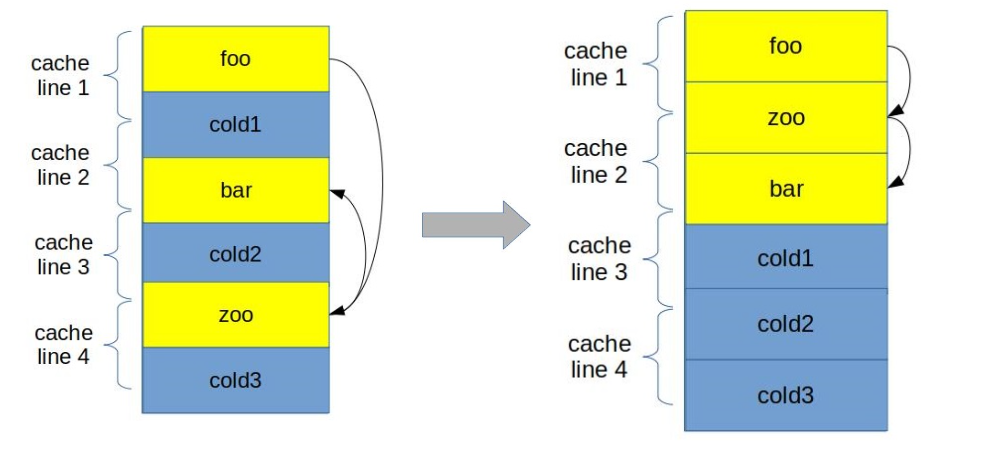 cache
line 1
cache
line 2
cache
line 3
cache
line 4
foo
cold1
bar
cold2
zoo
cold3
cache
line 1
cache
line 2
cache
line 3
cache
line 4
foo
zoo
bar
cold1
cold2
cold3